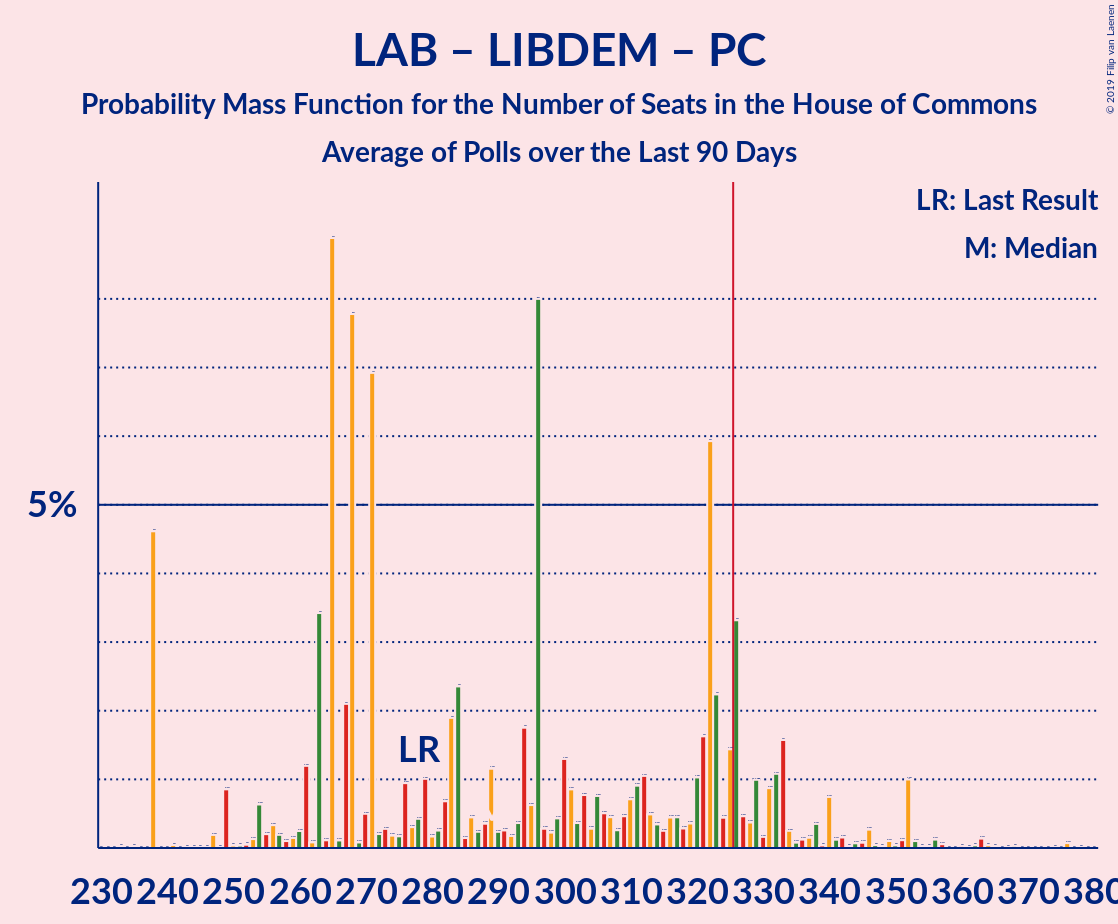 LAB – LIBDEM – PC
Probability Mass Function for the Number of Seats in the House of Commons
Average of Polls over the Last 90 Days
© 2019 Filip van Laenen
LR: Last Result
M: Median
5%
LR
230 240 250 260 270 280 290 300 310 320 330 340 350 360 370 380